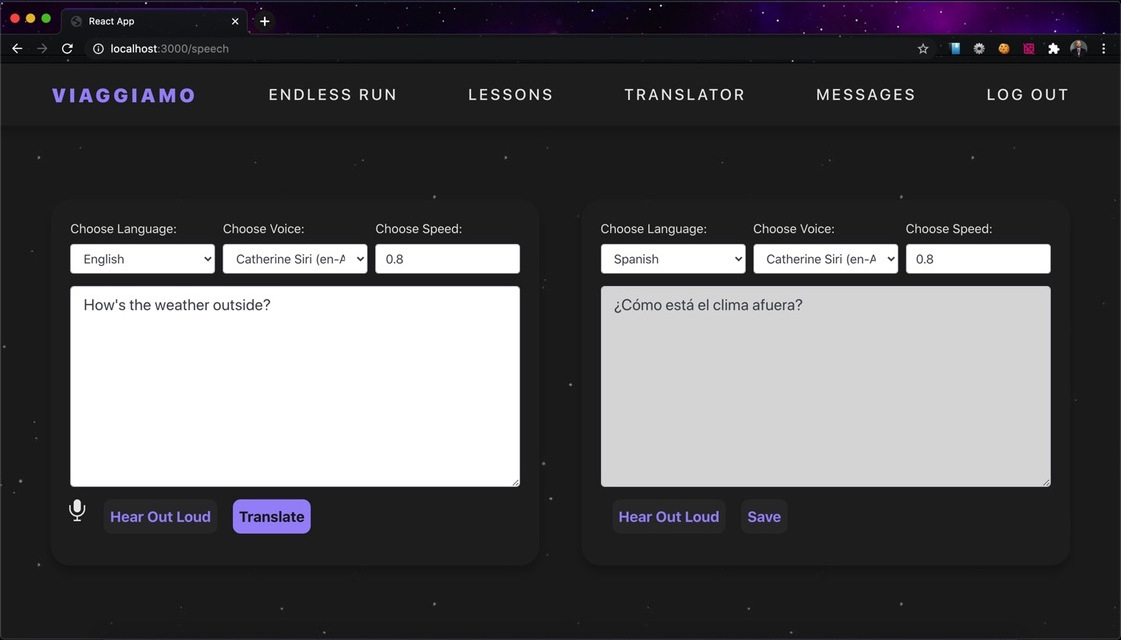 React App
localhost:3000/speech
VIAGGIAMO ENDLESS RUN LESSONS TRANSLATOR MESSAGES LOG OUT
Choose Language: Choose Voice: Choose Speed:
English Catherine Siri (en-A 0.8
How's the weather outside?
Hear Out Loud Translate
Choose Language: Choose Voice: Choose Speed:
Spanish Catherine Siri (en-A 0.8
¿Cómo está el clima afuera?
Hear Out Loud Save